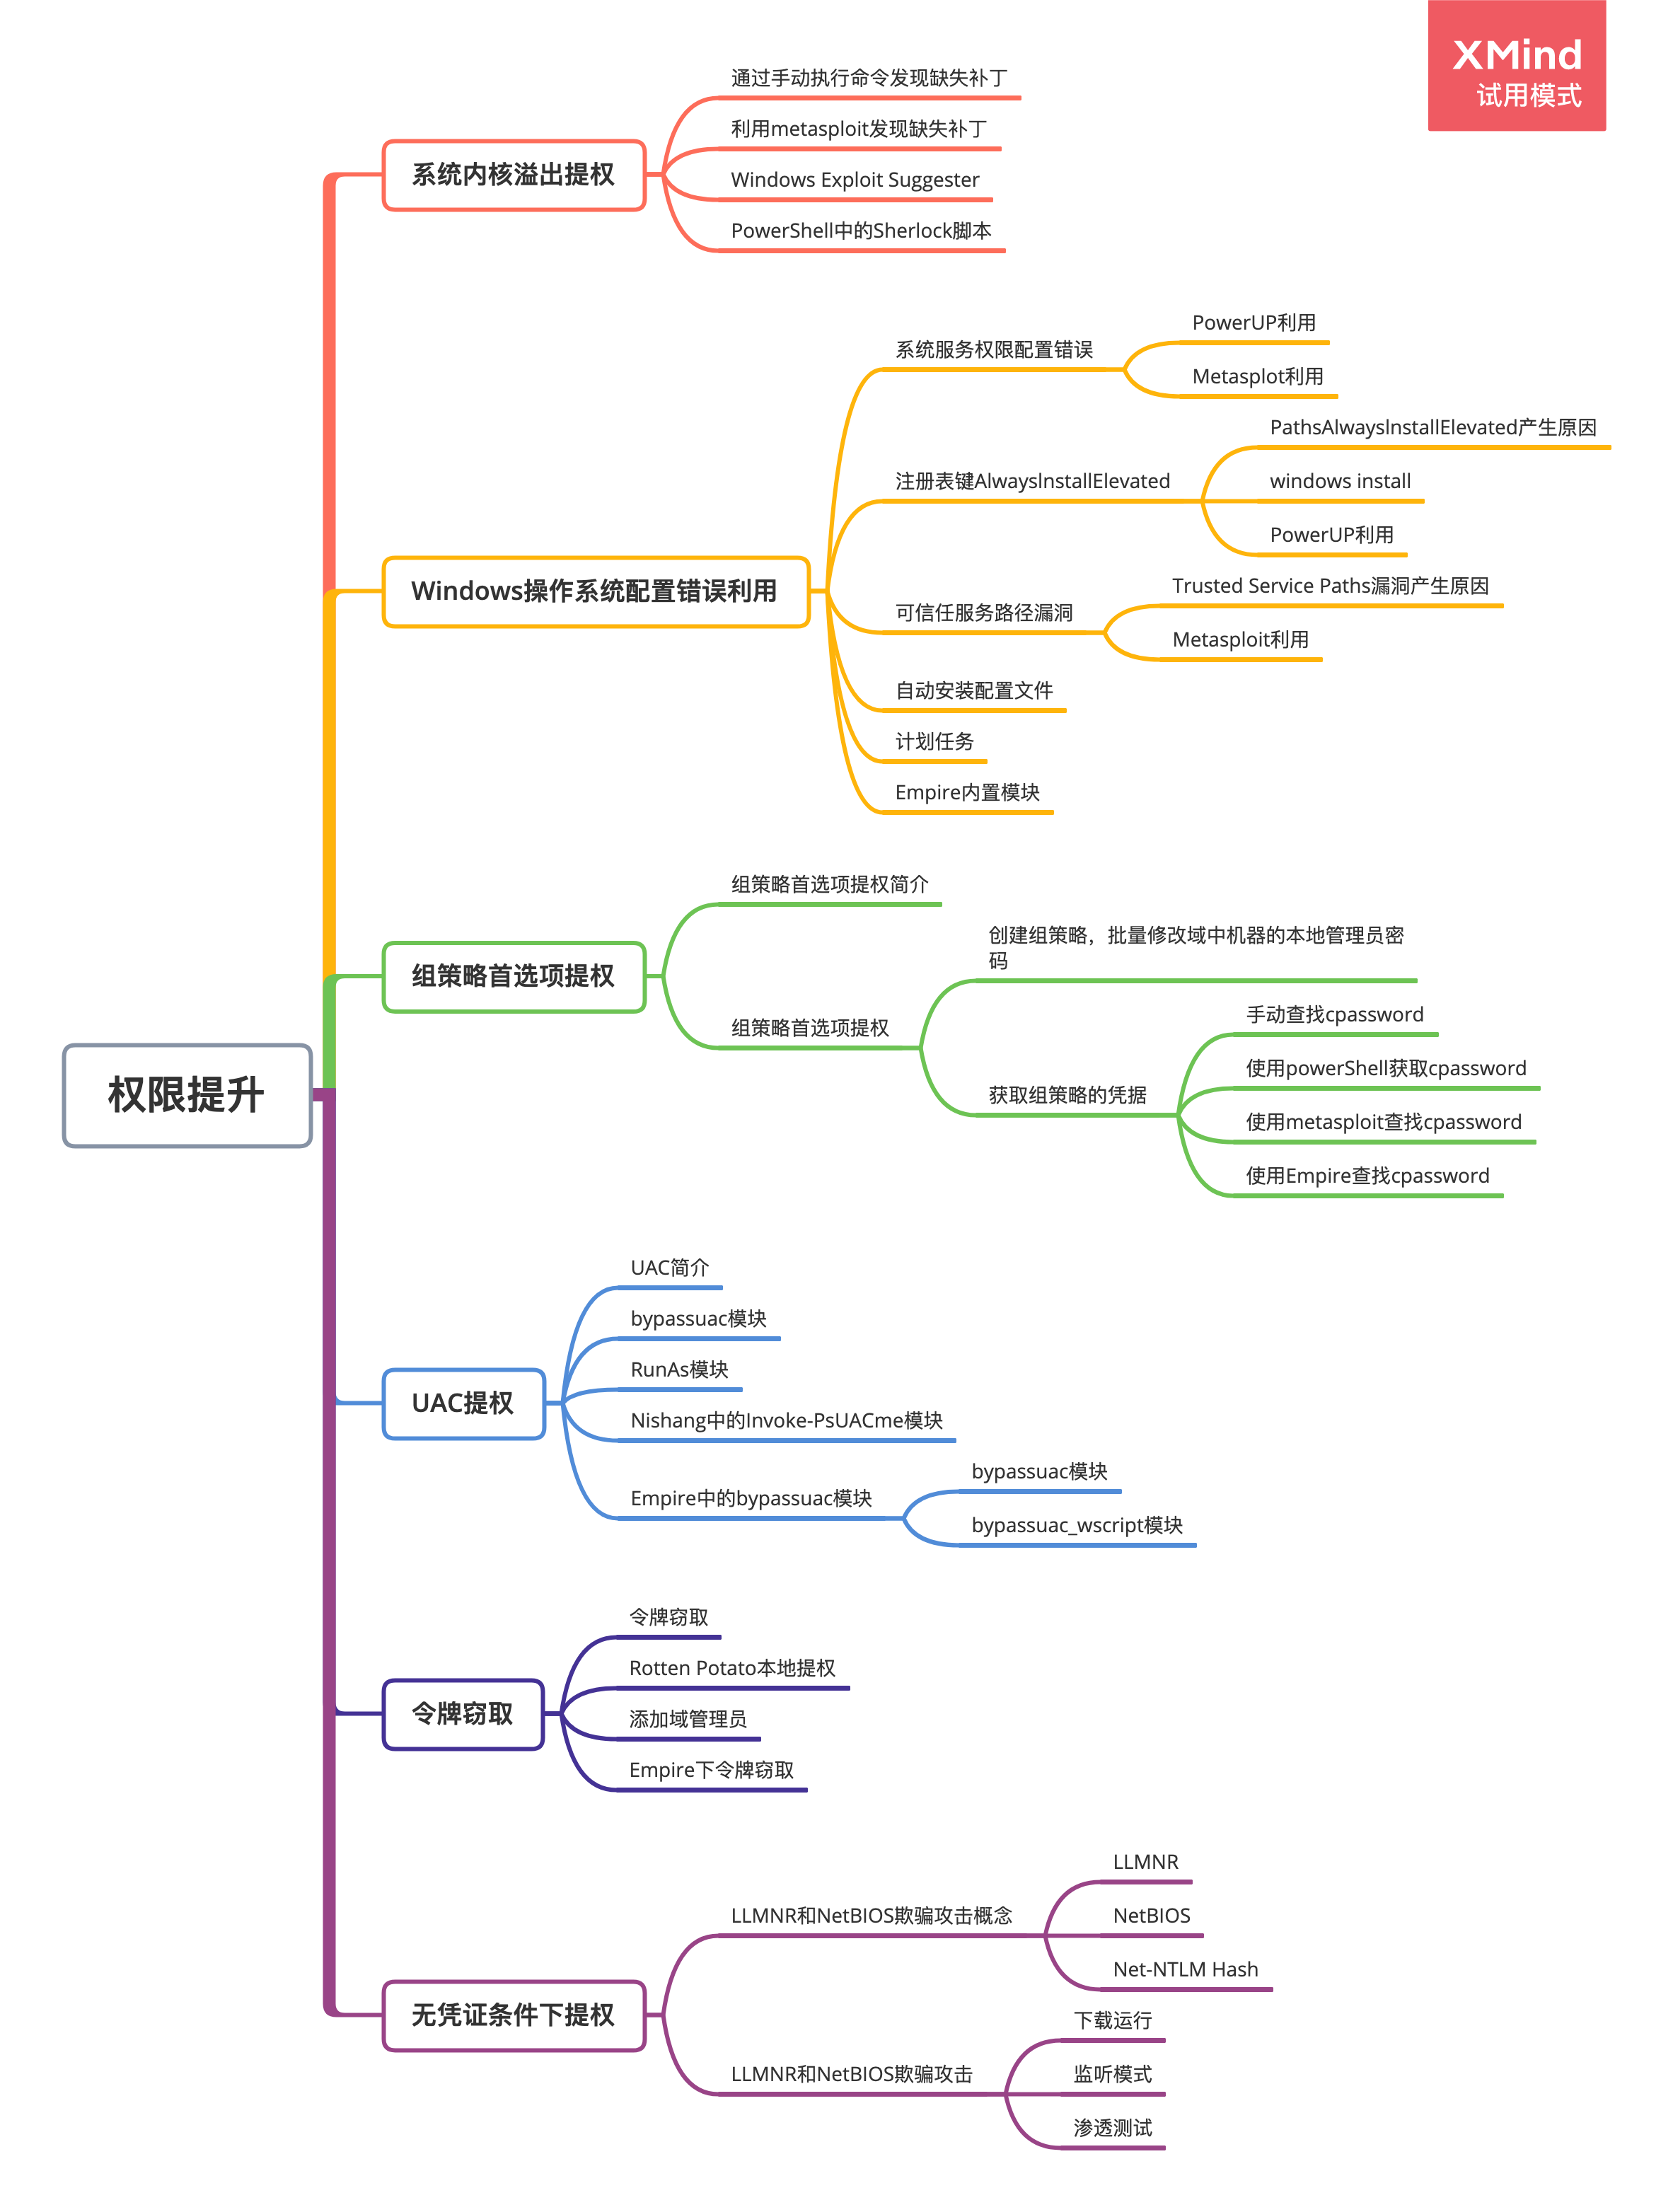 XMind
试用模式
通过手动执行命令发现缺失补丁
利用metasploit发现缺失补丁
系统内核溢出提权
Windows Exploit Suggester
PowerShell中的Sherlock脚本
PowerUP利用
系统服务权限配置错误
Metasplot利用
PathsAlwayslnstallElevated产生原因
注册表键AlwayslnstallElevated
windows install
PowerUP利用
Windows操作系统配置错误利用
Trusted Service Paths漏洞产生原因
可信任服务路径漏洞
Metasploit利用
自动安装配置文件
计划任务
Empire内置模块
组策略首选项提权简介
创建组策略，批量修改域中机器的本地管理员密
码
组策略首选项提权
手动查找cpassword
组策略首选项提权
使用powerShell获取cpassword
获取组策略的凭据
使用metasploit查找cpassword
使用Empire查找cpassword
权限提升
UAC简介
bypassuac模块
RunAs模块
UAC提权
Nishang中的Invoke-PsUACme模块
bypassuac模块
Empire中的bypassuac模块
bypassuac_wscript模块
令牌窃取
Rotten Potato本地提权
令牌窃取
添加域管理员
Empire下令牌窃取
LLMNR
LLMNR和NetBIOS欺骗攻击概念
NetBIOS
Net-NTLM Hash
无凭证条件下提权
下载运行
LLMNR和NetBIOS欺骗攻击
监听模式
渗透测试